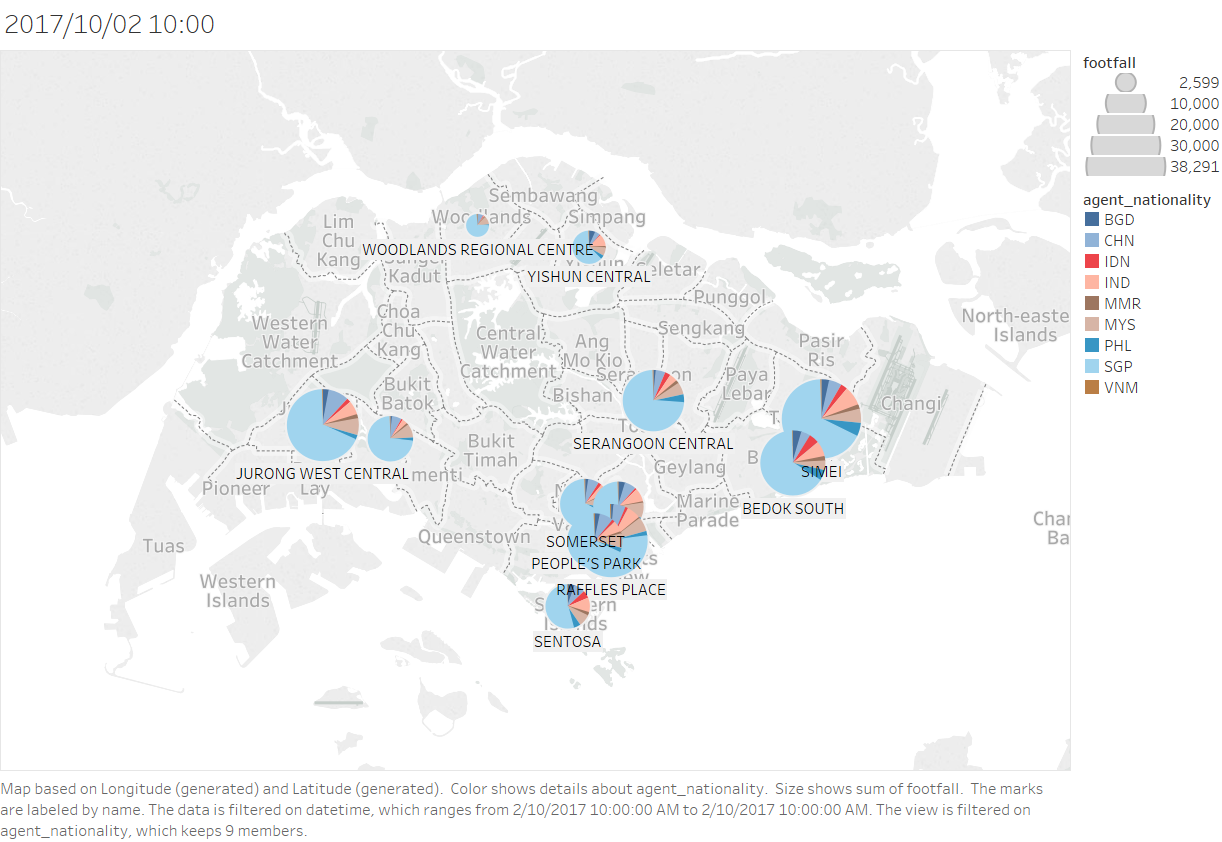 2017/10/02 10:00
footfall
2,599
10,000
20,000
30,000
38,291
agent_nationality
BGD
CHN
IDN
IND
MMR
MYS
PHL
SGP
VNM
Sembawang
Simpang
Lim
Chu
Kang
WOODLANDS REGIONAL CENTRE
Kadut
YISHUN CENTRAL
Punggol
North-easte
Islands
Choa
Chu
Kang
Western
Water
Catchment
Central
Water
Catchment
Ang
Mo Kio
Sengkang
Pasir
Ris
Bukit
Batok
Bishan
Paya
Lebar
Changi
SERANGOON CENTRAL
Bukit
Timah
JURONG WEST CENTRAL
Geylang
SIMEI
Pioneer
Lay
Marine
Parade
BEDOK SOUTH
Chan
Ba
Tuas
Queenstown
SOMERSET
PEOPLE'S PARK
Western
Islands
RAFFLES PLACE
SENTOSA
Map based on Longitude (generated) and Latitude (generated).  Color shows details about agent_nationality.  Size shows sum of footfall.  The marks
are labeled by name. The data is filtered on datetime, which ranges from 2/10/2017 10:00:00 AM to 2/10/2017 10:00:00 AM. The view is filtered on
agent_nationality, which keeps 9 members.